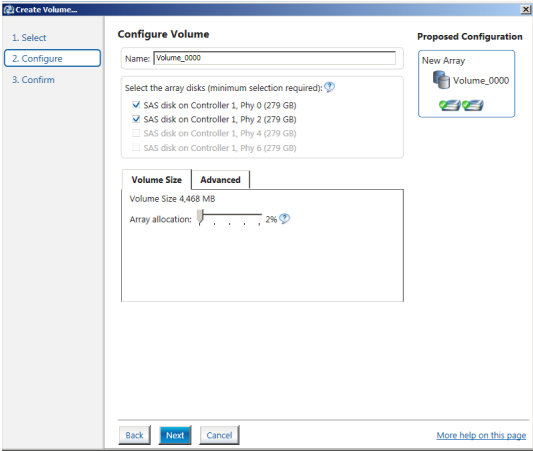 Create Volume...
1. Select
2. Configure
3. Confirm
Configure Volume
Name: Volume_0000
Select the array disks (minimum selection required):
SAS disk on Controller 1, Phy 0 (279 GB)
SAS disk on Controller 1, Phy 2 (279 GB)
SAS disk on Controller 1, Phy 4 (279 GB)
SAS disk on Controller 1, Phy 6 (279 GB)
Volume Size Advanced
Volume Size 4,468 MB
Array allocation: 2%
Proposed Configuration
New Array
Volume_0000
Back Next Cancel
More help on this page